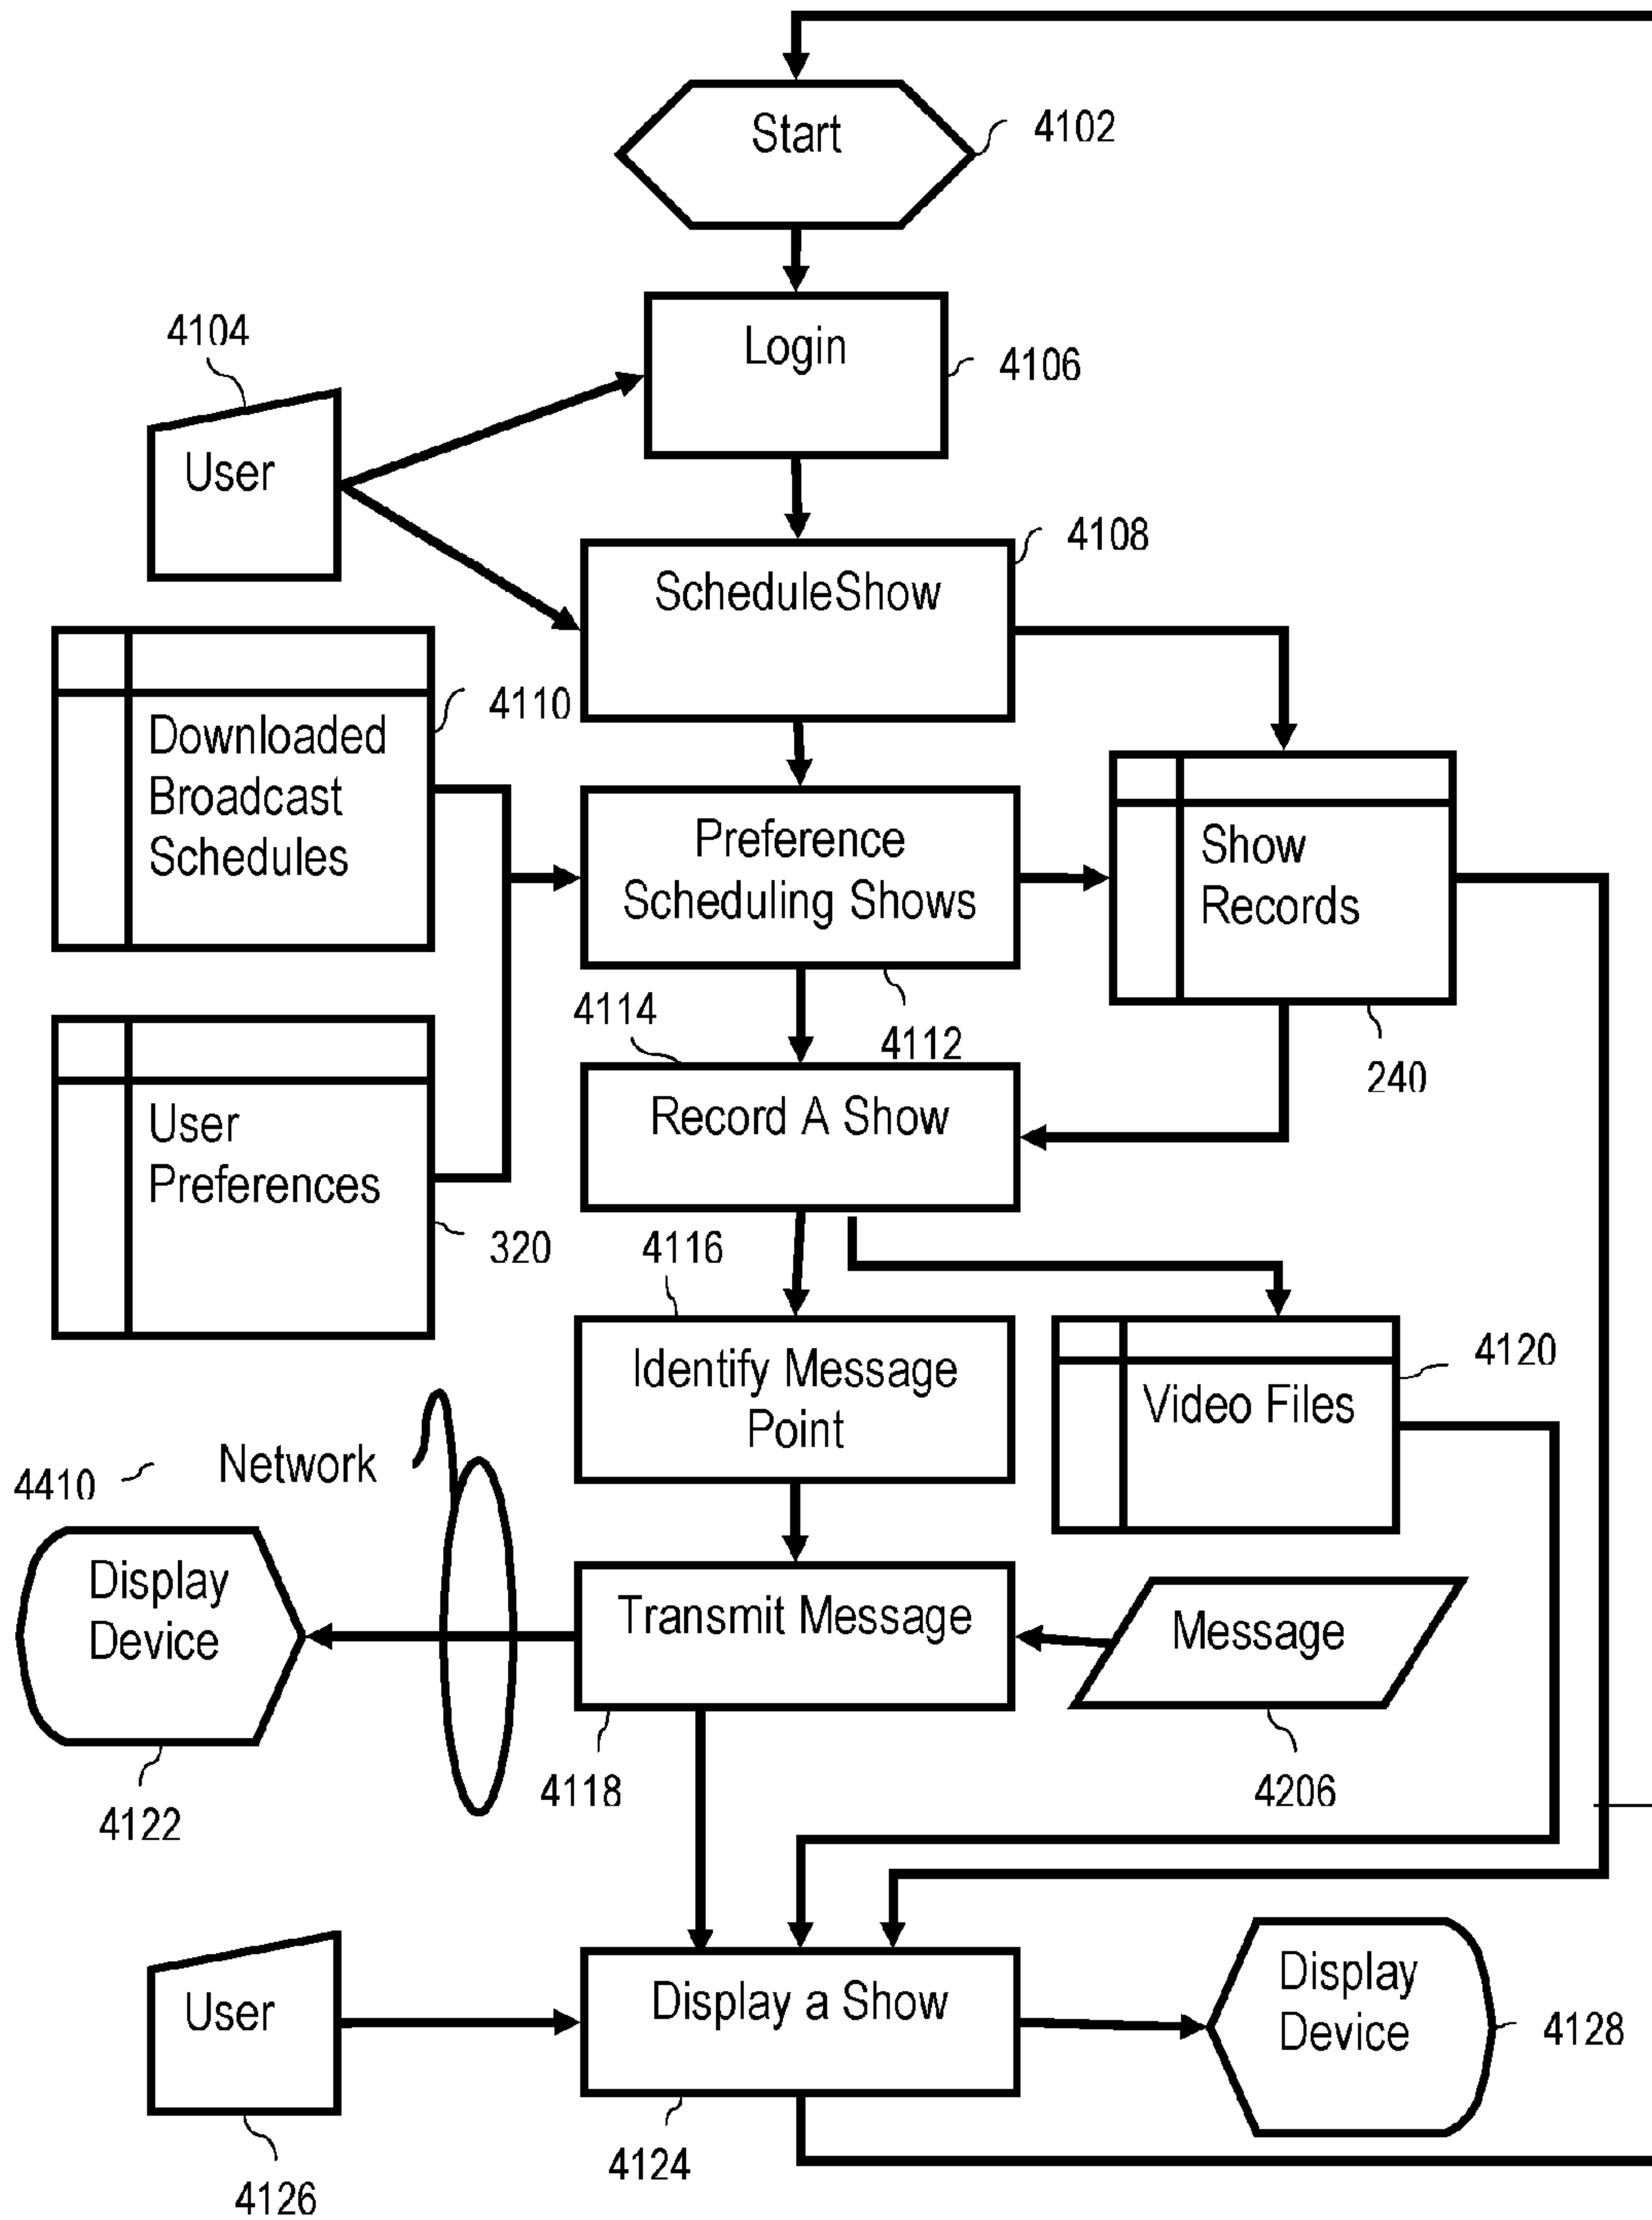 Start
4102
Login
4106
4104
User
ScheduleShow
4108
Downloaded
Broadcast
Schedules
4110
Preference
Scheduling Shows
4112
Show
Records
240
User
Preferences
320
4114
Record A Show
4116
Identify Message
Point
Video Files
4120
4410
Network
Display
Device
4122
Transmit Message
4118
Message
4206
User
4126
Display a Show
4124
Display
Device
4128